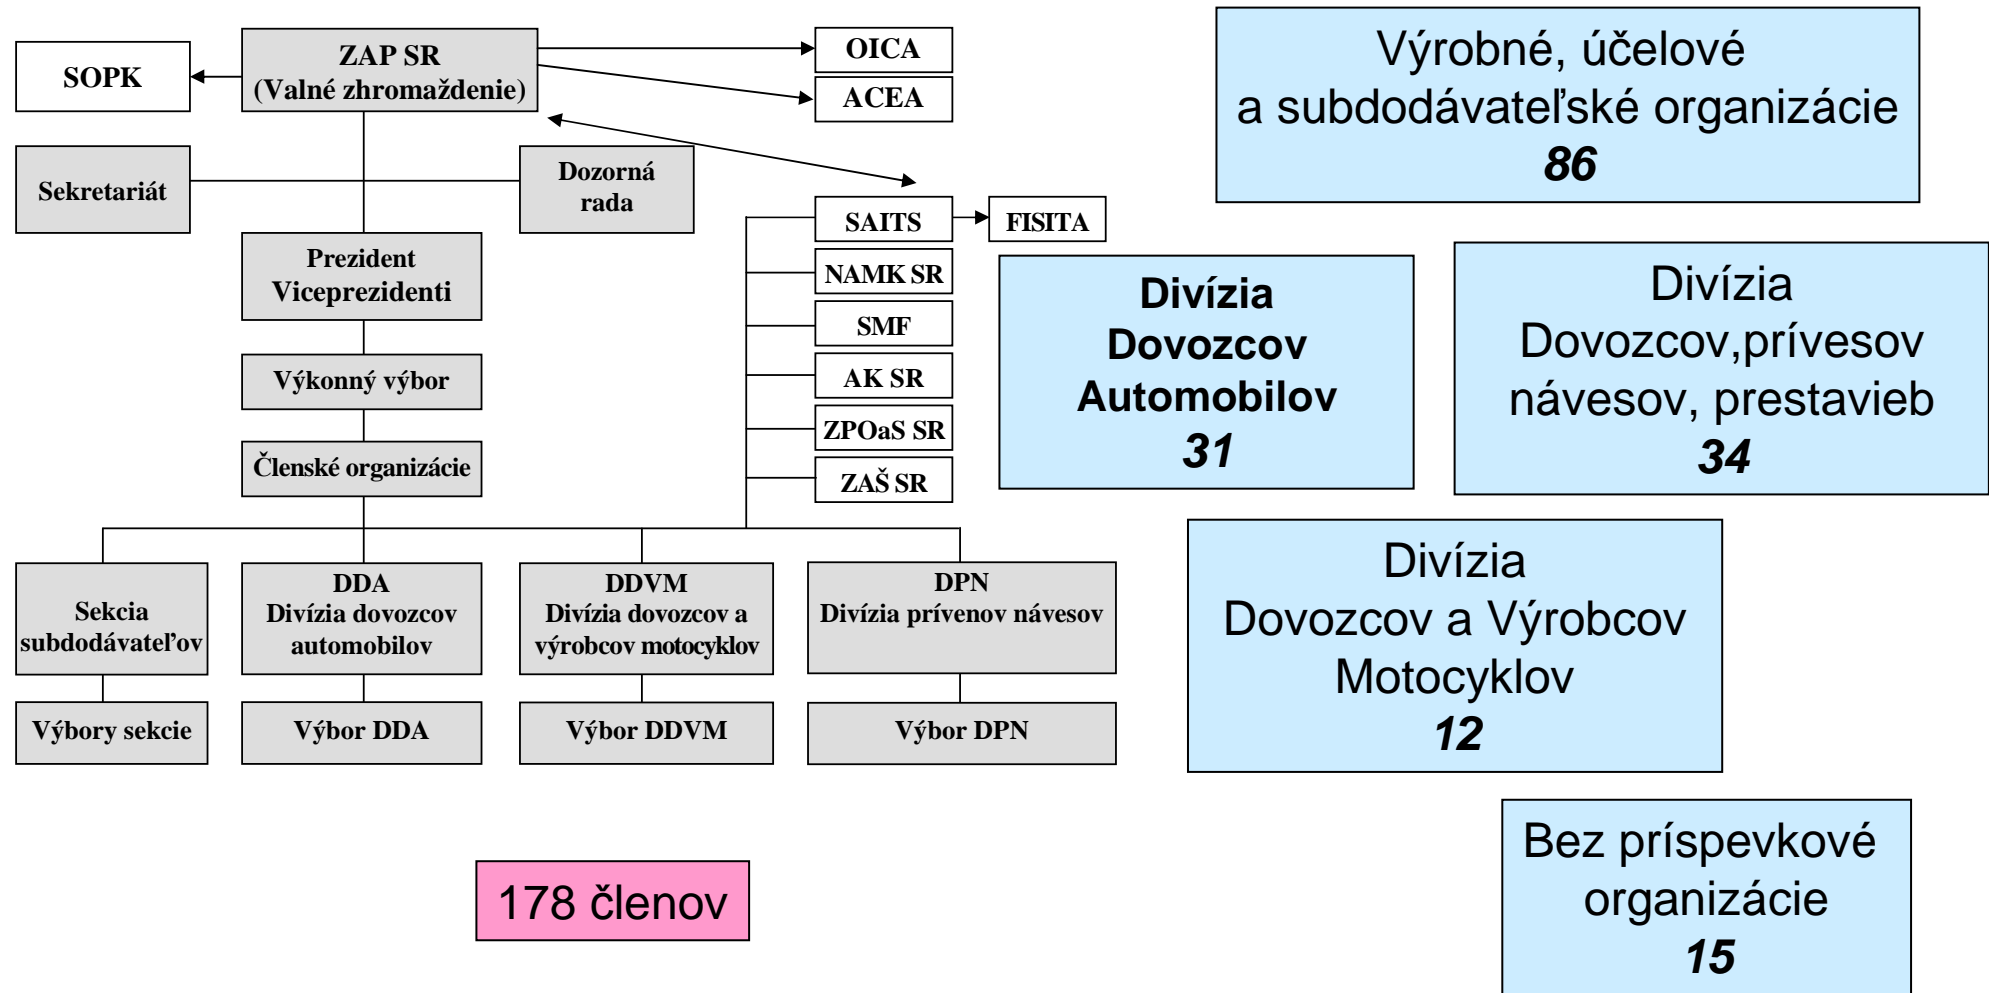 SOPK
ZAP SR
(Valné zhromaždenie)
OICA
ACEA
Sekretariát
Dozorná
rada
Prezident
Viceprezidenti
Výkonný výbor
Členské organizácie
SAITS
FISITA
NAMK SR
SMF
AK SR
ZPOaS SR
ZAŠ SR
Sekcia
subdodávateľov
DDA
Divízia dovozcov
automobilov
DDVM
Divízia dovozcov a
výrobcov motocyklov
DPN
Divízia prívenov návesov
Výbory sekcie
Výbor DDA
Výbor DDVM
Výbor DPN
Výrobné, účelové
a subdodávateľské organizácie
86
Divízia
Dovozcov
Automobilov
31
Divízia
Dovozcov,prívesov
návesov, prestavieb
34
Divízia
Dovozcov a Výrobcov
Motocyklov
12
178 členov
Bez príspevkové
organizácie
15